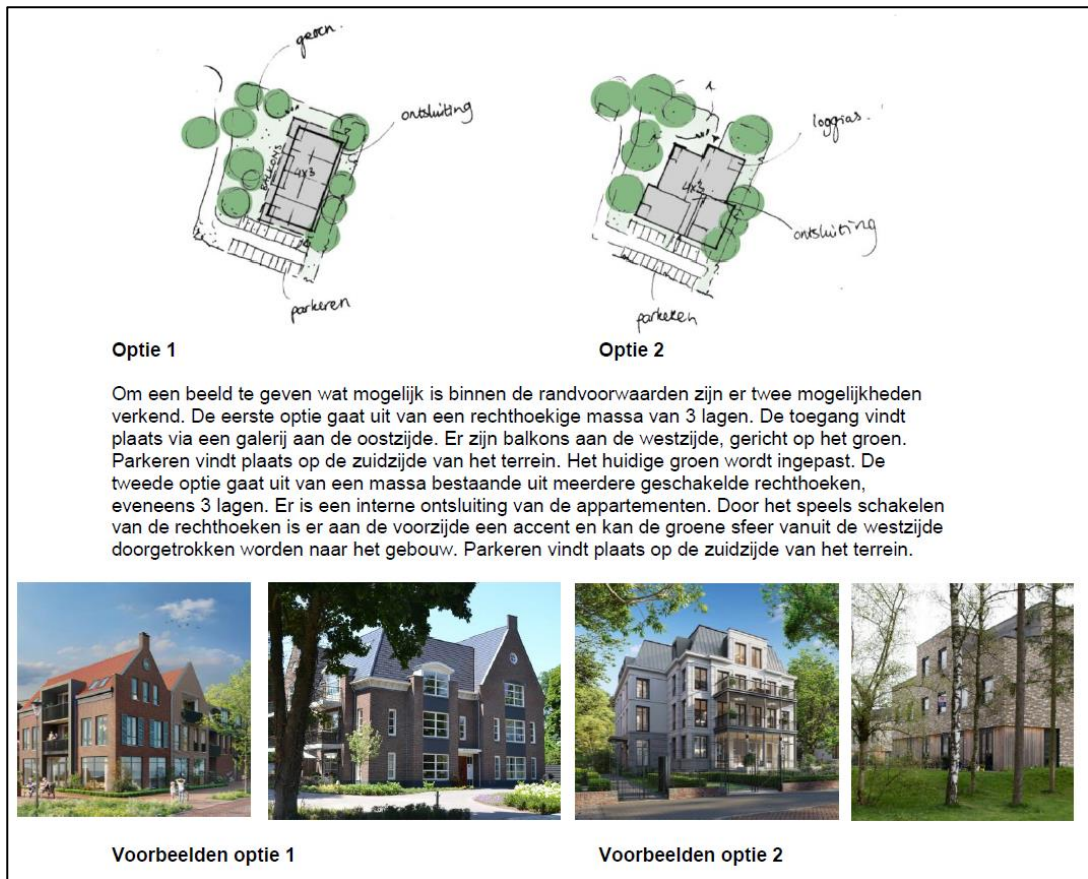 geren.
ontsluiting
BALKONS
4x3
parkeren
loggias.
4x3
ontsluiting
parkeren
Optie 1
Optie 2
Om een beeld te geven wat mogelijk is binnen de randvoorwaarden zijn er twee mogelijkheden
verkend. De eerste optie gaat uit van een rechthoekige massa van 3 lagen. De toegang vindt
plaats via een galerij aan de oostzijde. Er zijn balkons aan de westzijde, gericht op het groen.
Parkeren vindt plaats op de zuidzijde van het terrein. Het huidige groen wordt ingepast. De
tweede optie gaat uit van een massa bestaande uit meerdere geschakelde rechthoeken,
eveneens 3 lagen. Er is een interne ontsluiting van de appartementen. Door het speels schakelen
van de rechthoeken is er aan de voorzijde een accent en kan de groene sfeer vanuit de westzijde
doorgetrokken worden naar het gebouw. Parkeren vindt plaats op de zuidzijde van het terrein.
Voorbeelden optie 1
Voorbeelden optie 2